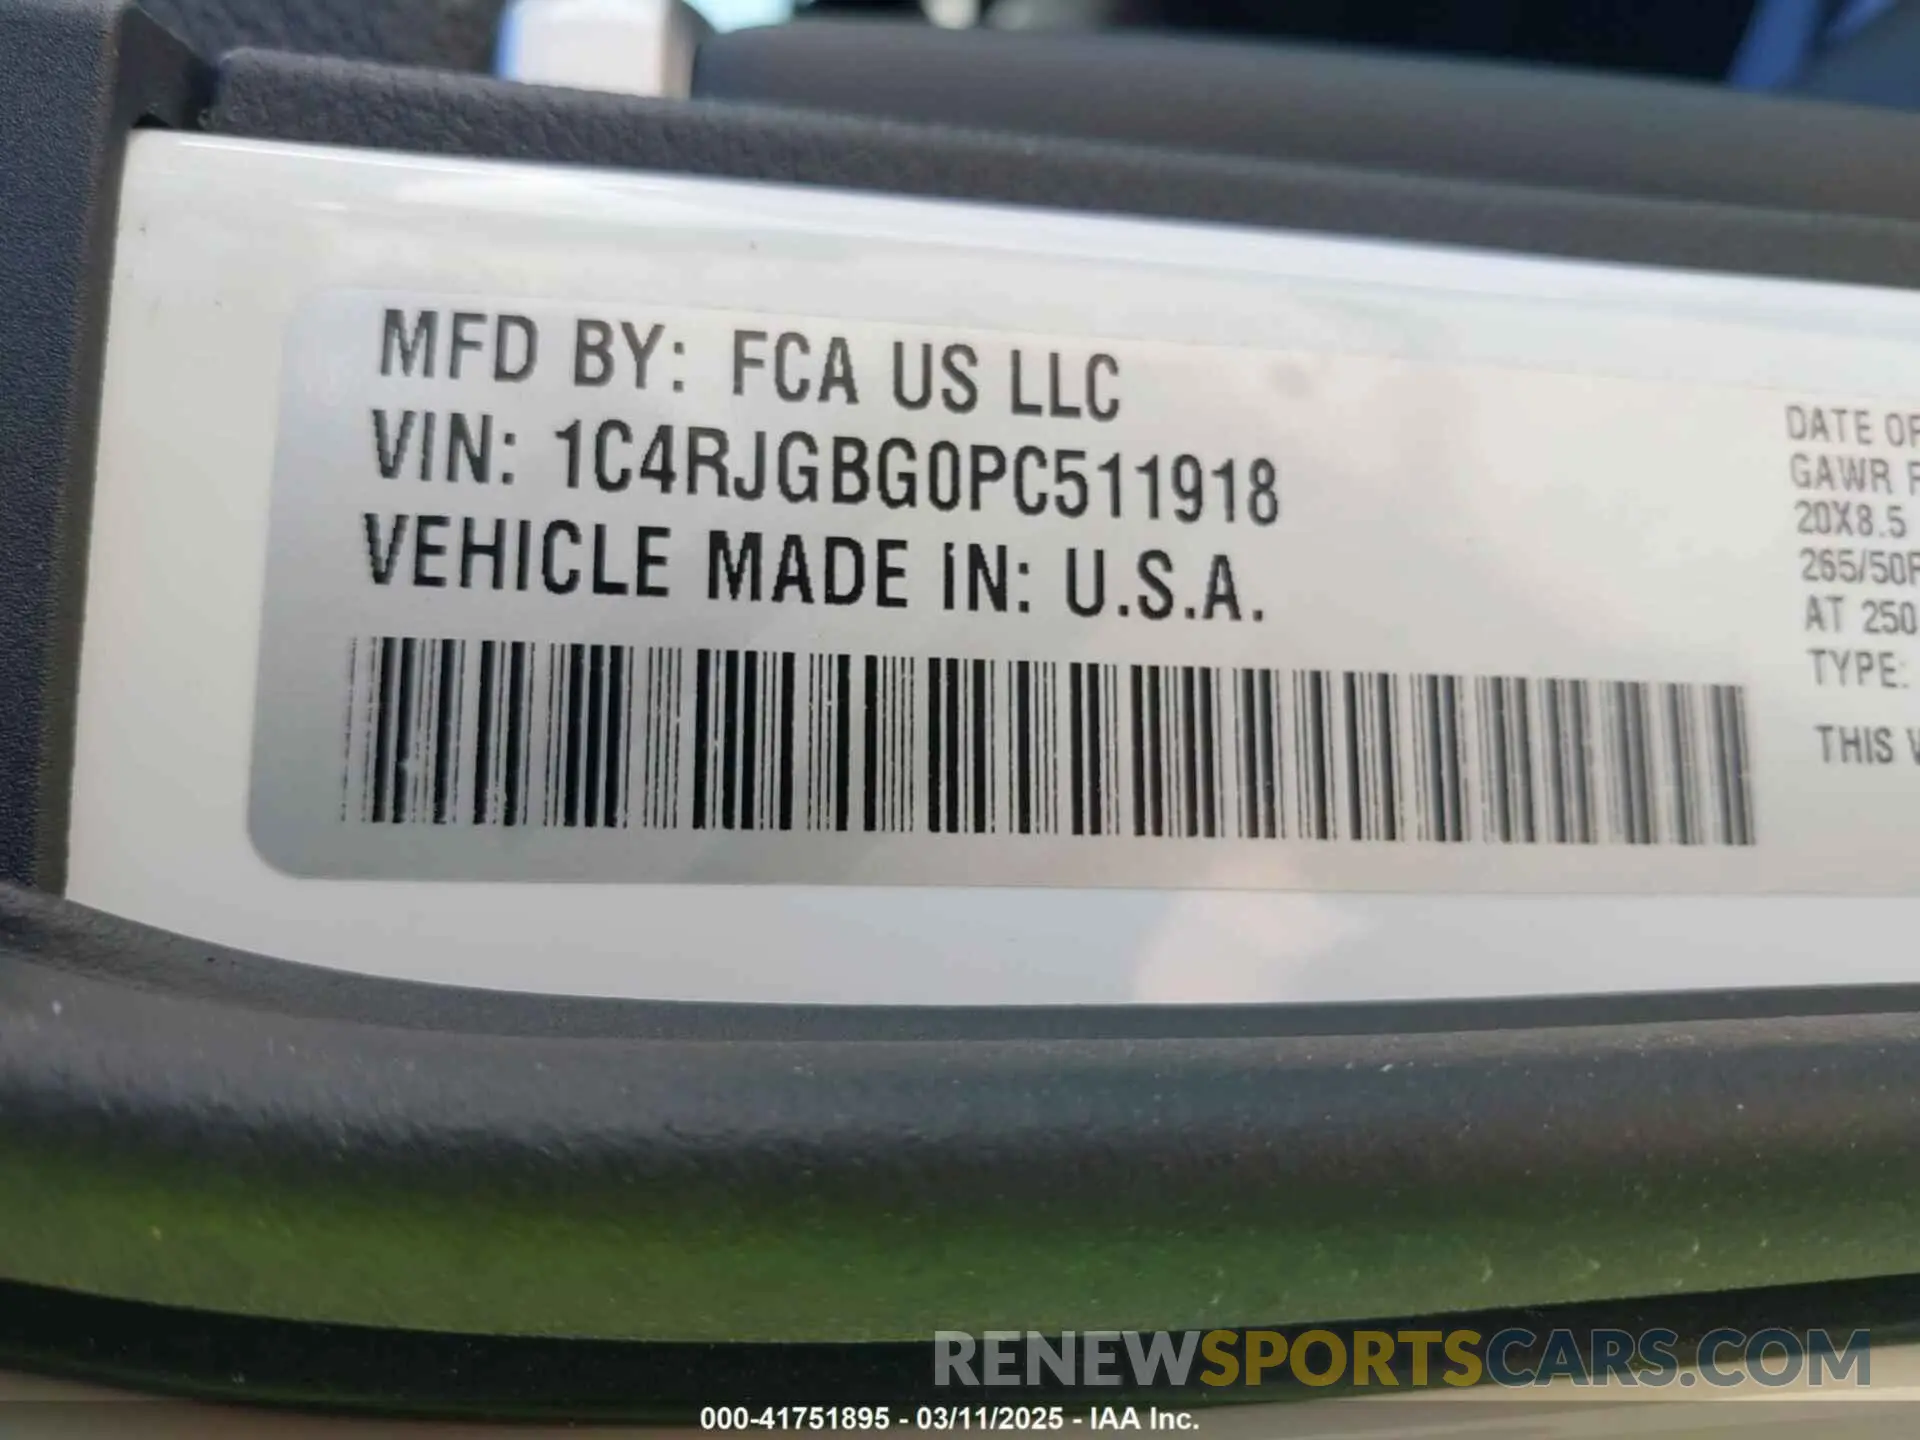 MFD BY: FCA US LLC
VIN: 1C4RJGBG0PC511918
VEHICLE MADE IN: U.S.A.
DATE OF
GAWR F
20X8.5
265/50R
AT 250
TYPE:
THIS V
RENEWSPORTSCARS.COM
000-41751895 - 03/11/2025 - IAA Inc.